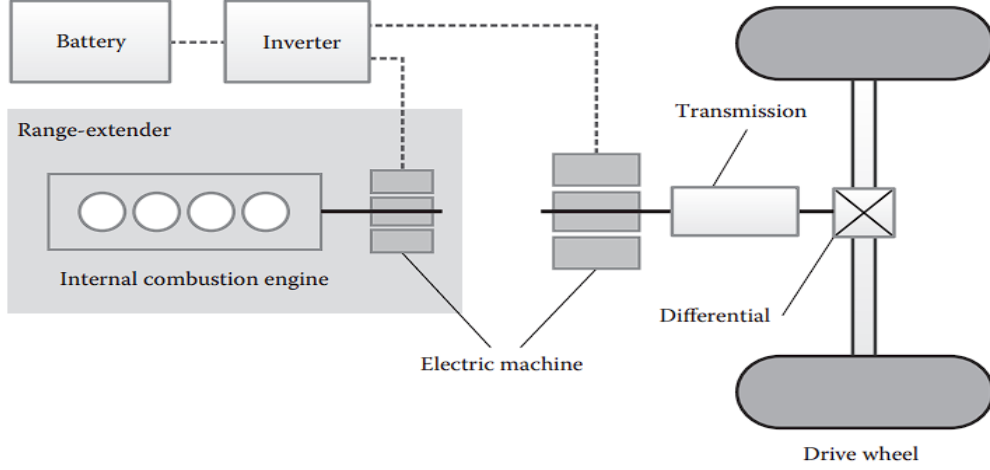 Battery
Inverter
Range-extender
Transmission
Internal combustion engine
Differential
Electric machine
Drive wheel